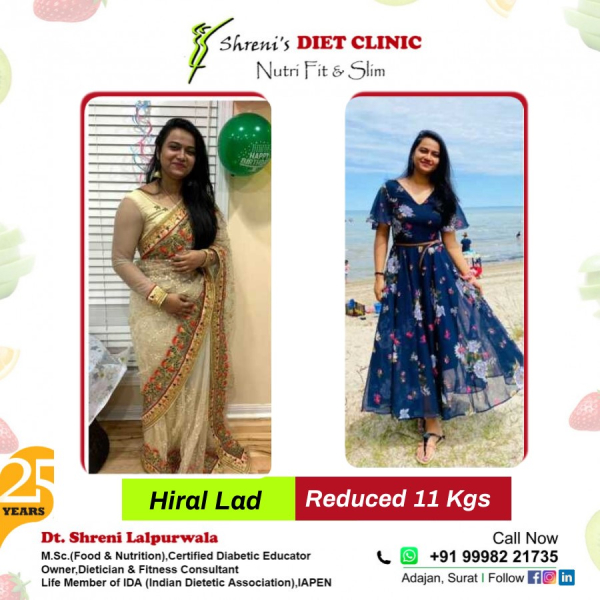 Shreni's DIET CLINIC
Nutri Fit & Slim
HAPPY
25
YEARS
Hiral Lad
Reduced 11 Kgs
Dt. Shreni Lalpurwala
M.Sc.(Food & Nutrition),Certified Diabetic Educator
Owner,Dietician & Fitness Consultant
Life Member of IDA (Indian Dietetic Association),IAPEN
Call Now
+91 99982 21735
Adajan, Surat I Follow